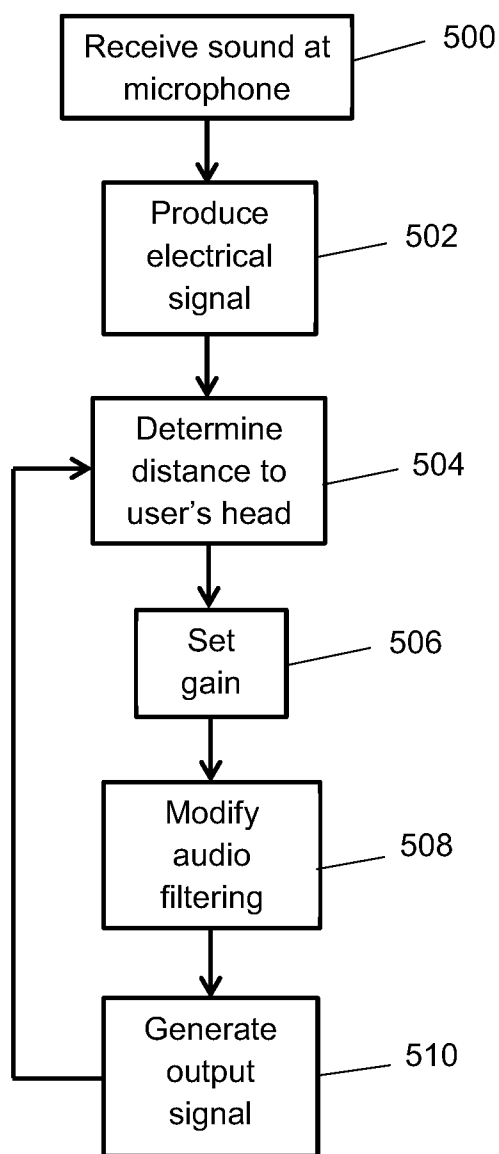 Receive sound at
microphone
500
Produce
electrical
signal
502
Determine
distance to
user's head
504
Set
gain
506
Modify
audio
filtering
508
Generate
output
signal
510